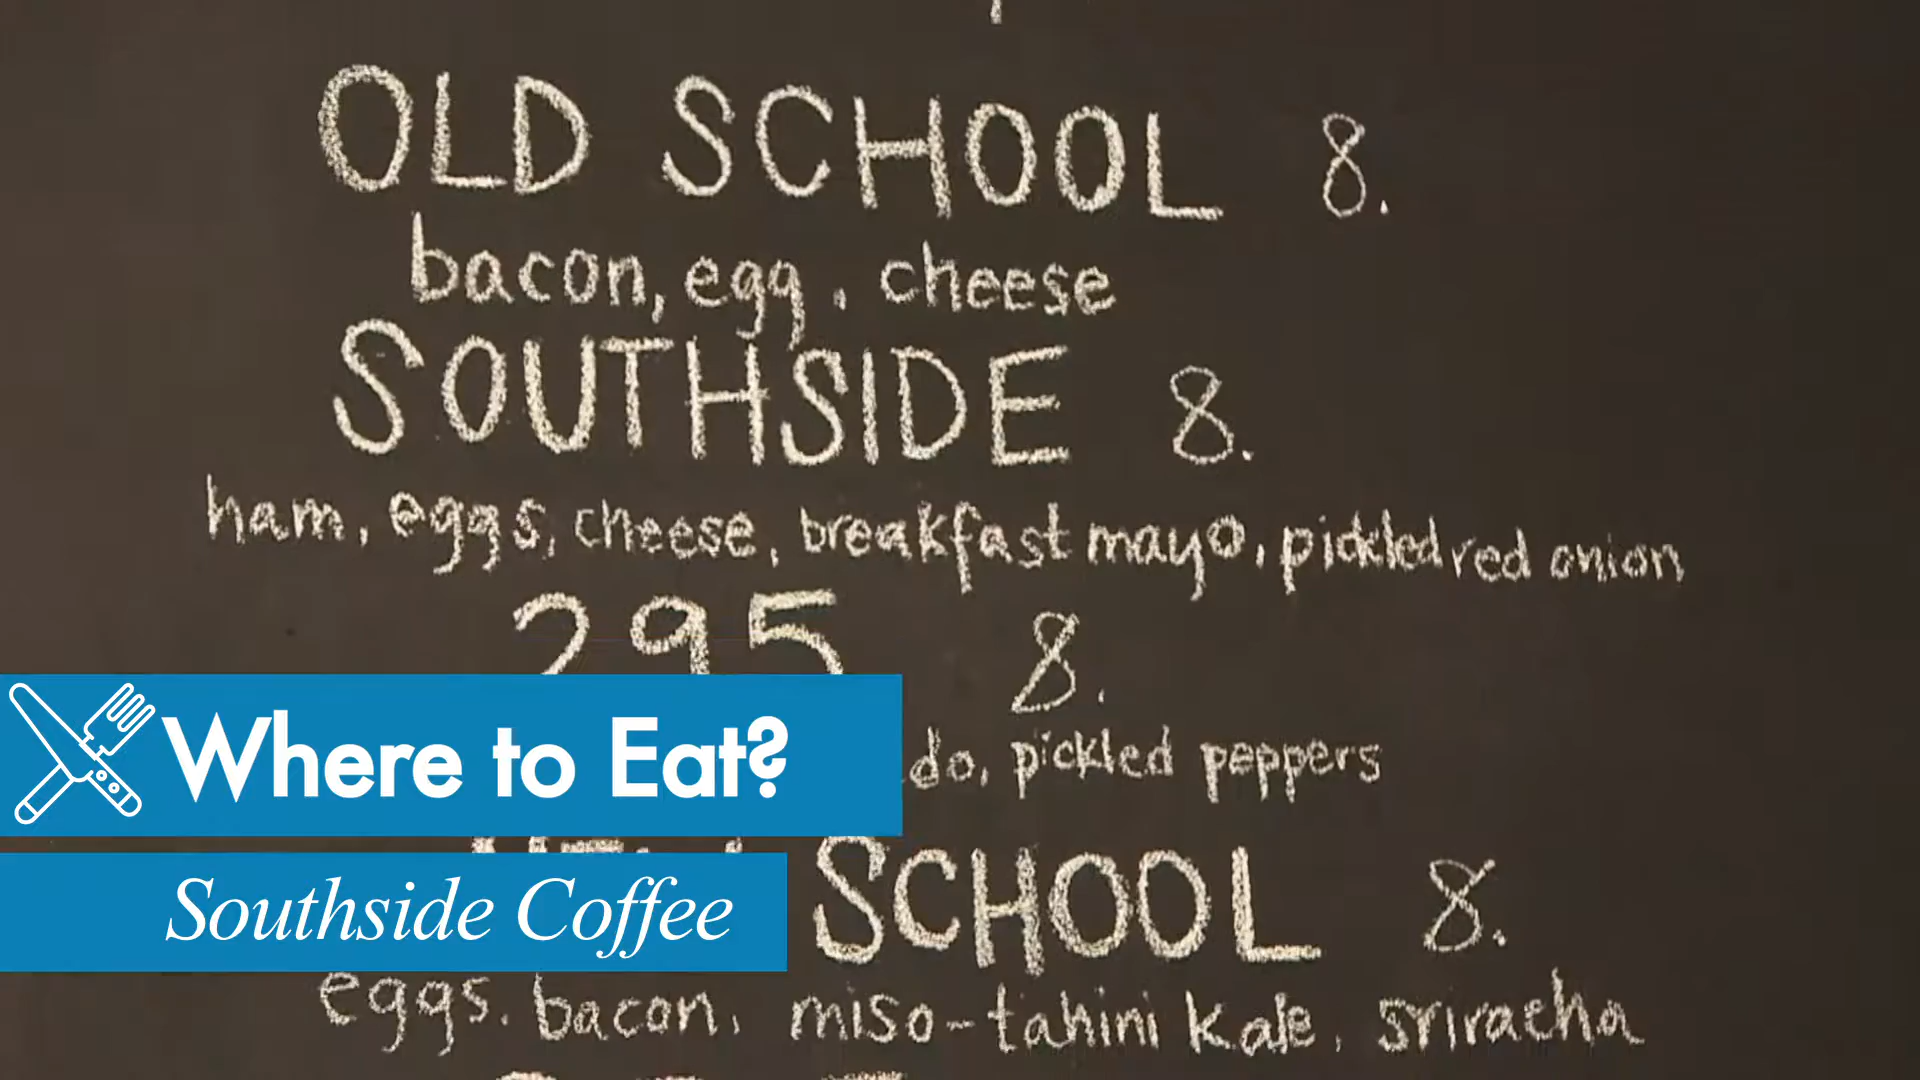 OLD SCHOOL 8.
bacon, egg, cheese
SOUTHSIDE 8.
ham, eggs, cheese, breakfast mayo, pickled red onion
295 8.
Where to Eat?
pickled peppers
SCHOOL 8.
Southside Coffee
eggs, bacon, miso-tahini kale, sriracha